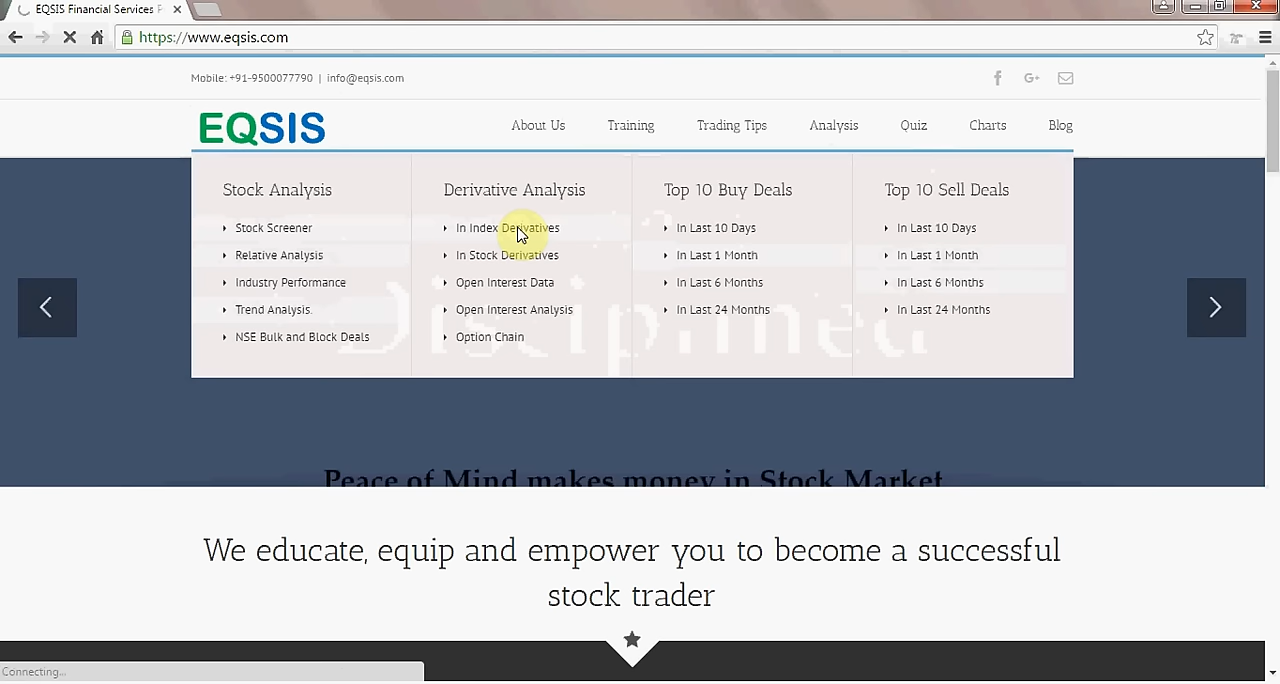 EQSIS Financial Services P
https://www.eqsis.com
Mobile: +91-9500077790 | info@eqsis.com
EQSIS
About Us Training Trading Tips Analysis Quiz Charts Blog
Stock Analysis
Stock Screener
Relative Analysis
Industry Performance
Trend Analysis.
NSE Bulk and Block Deals
Derivative Analysis
In Index Derivatives
In Stock Derivatives
Open Interest Data
Open Interest Analysis
Option Chain
Top 10 Buy Deals
In Last 10 Days
In Last 1 Month
In Last 6 Months
In Last 24 Months
Top 10 Sell Deals
In Last 10 Days
In Last 1 Month
In Last 6 Months
In Last 24 Months
Disciplined
Peace of Mind makes money in Stock Market
We educate, equip and empower you to become a successful
stock trader
Connecting...